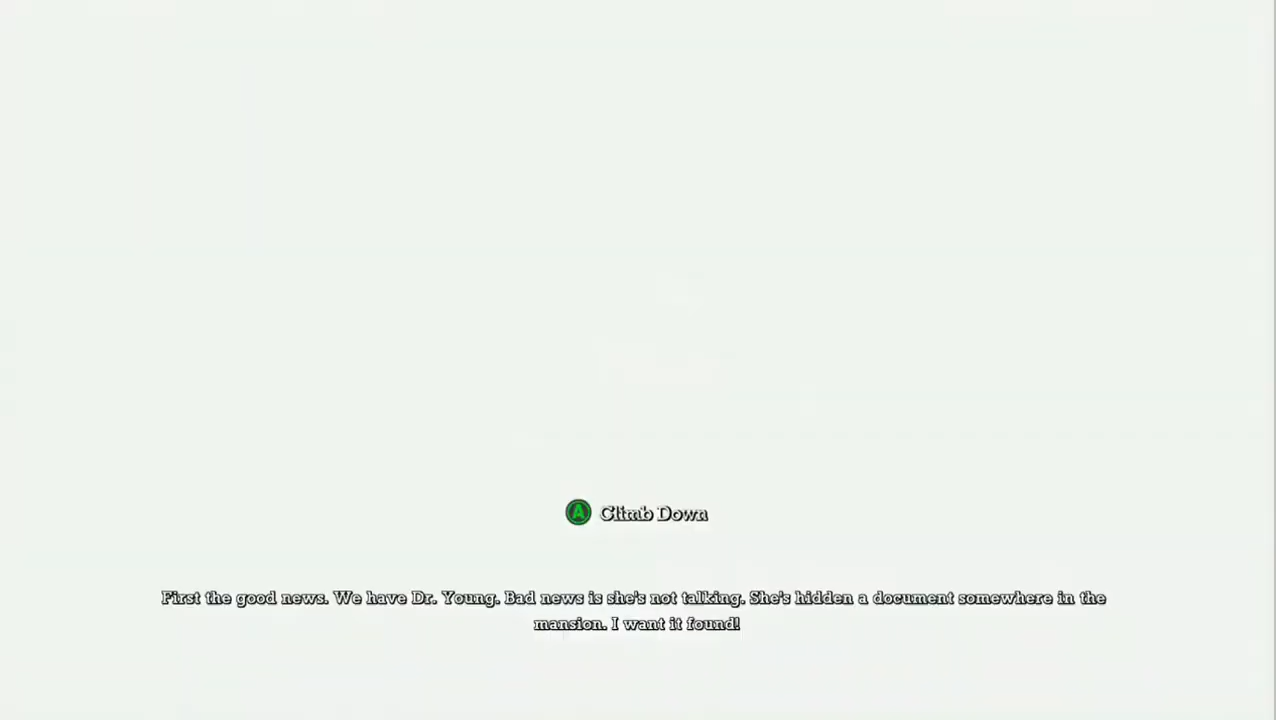 A Climb Down
First the good news. We have Dr. Young. Bad news is she's not talking. She's hidden a document somewhere in the
mansion. I want it found!